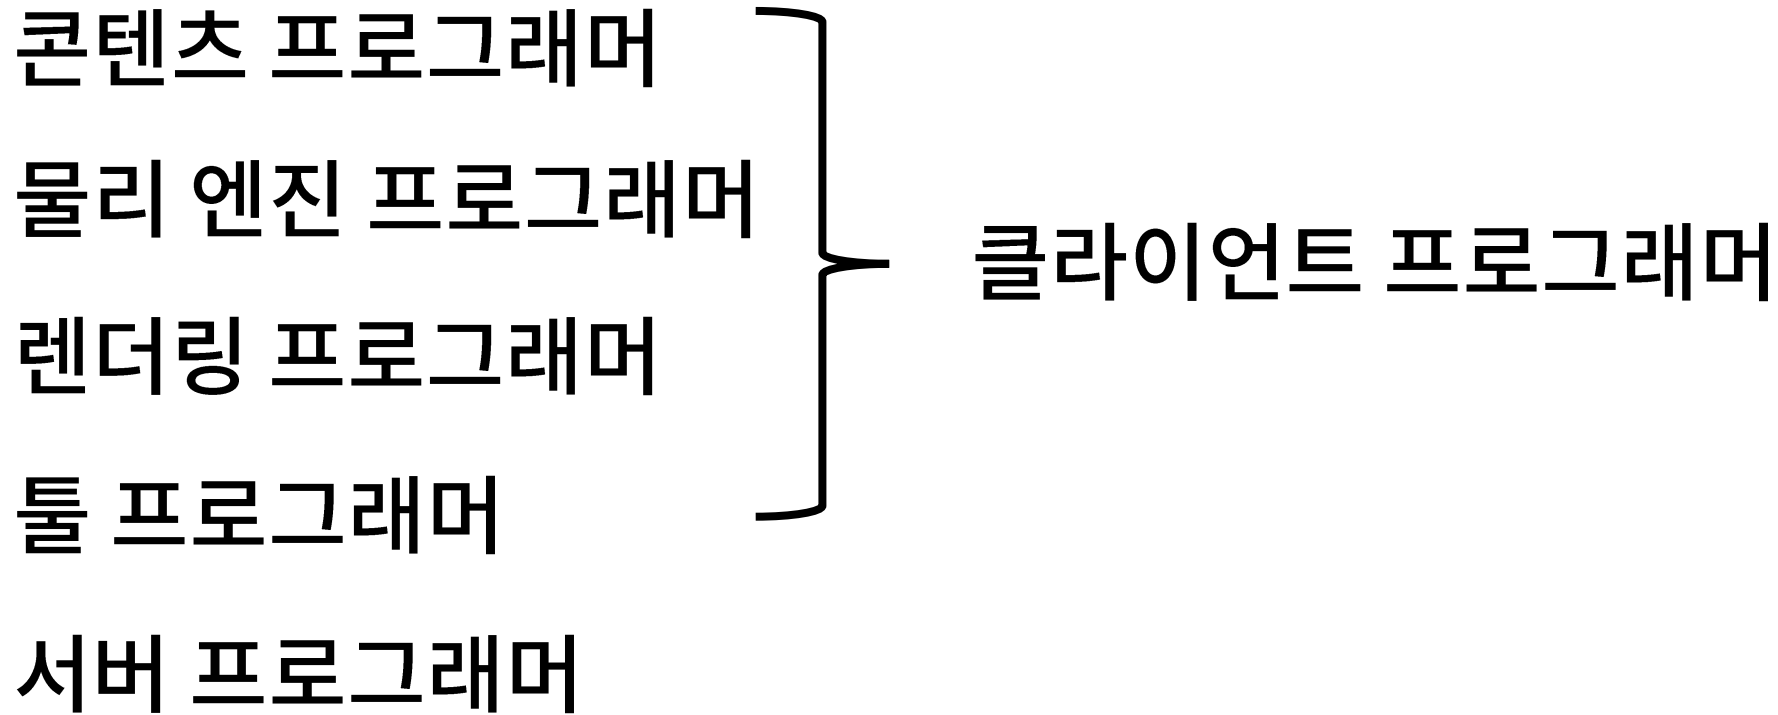 콘텐츠 프로그래머
물리 엔진 프로그래머
렌더링 프로그래머
툴 프로그래머
서버 프로그래머
클라이언트 프로그래머